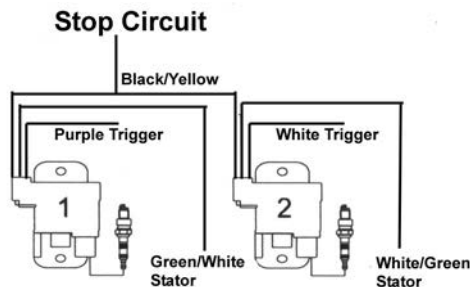 Stop Circuit
Black/Yellow
Purple Trigger
White Trigger
1
2
Green/White
Stator
White/Green
Stator